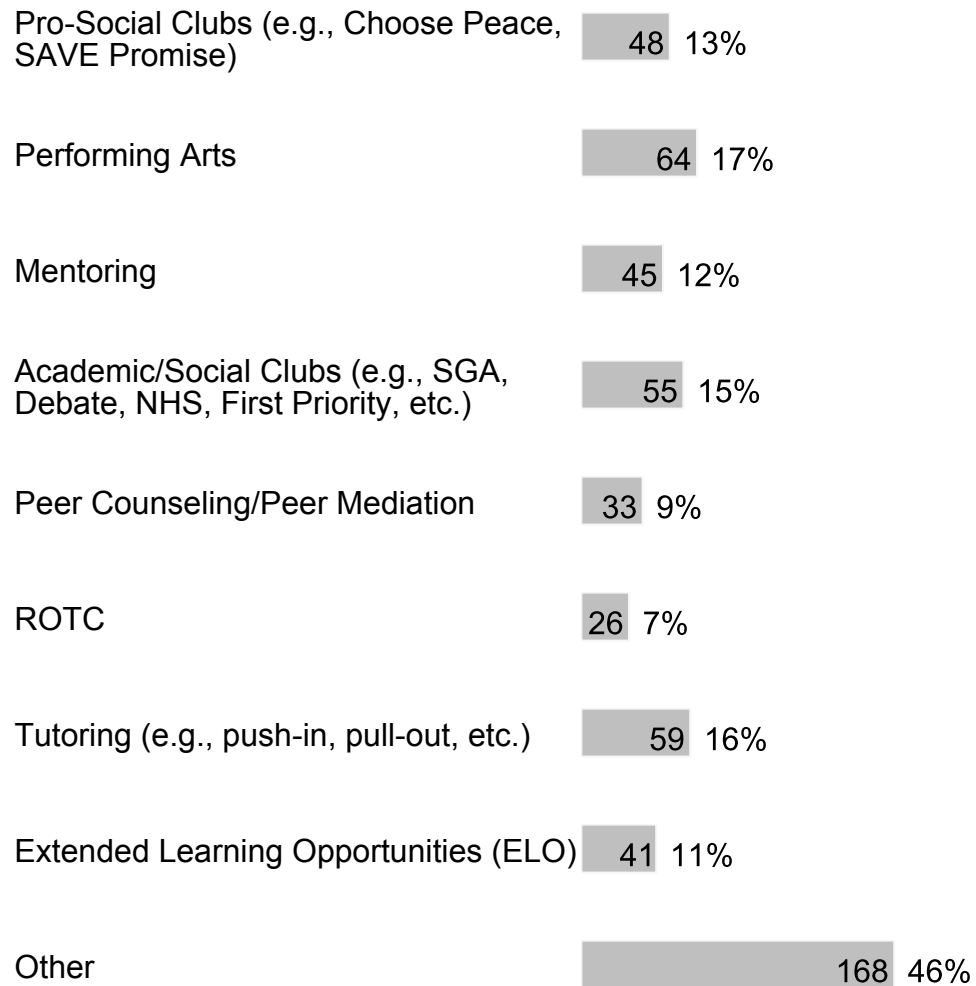 Pro-Social Clubs (e.g., Choose Peace,
SAVE Promise)
48 13%
Performing Arts
64 17%
Mentoring
45 12%
Academic/Social Clubs (e.g., SGA,
Debate, NHS, First Priority, etc.)
55 15%
Peer Counseling/Peer Mediation
33 9%
ROTC
26 7%
Tutoring (e.g., push-in, pull-out, etc.)
59 16%
Extended Learning Opportunities (ELO)
41 11%
Other
168 46%